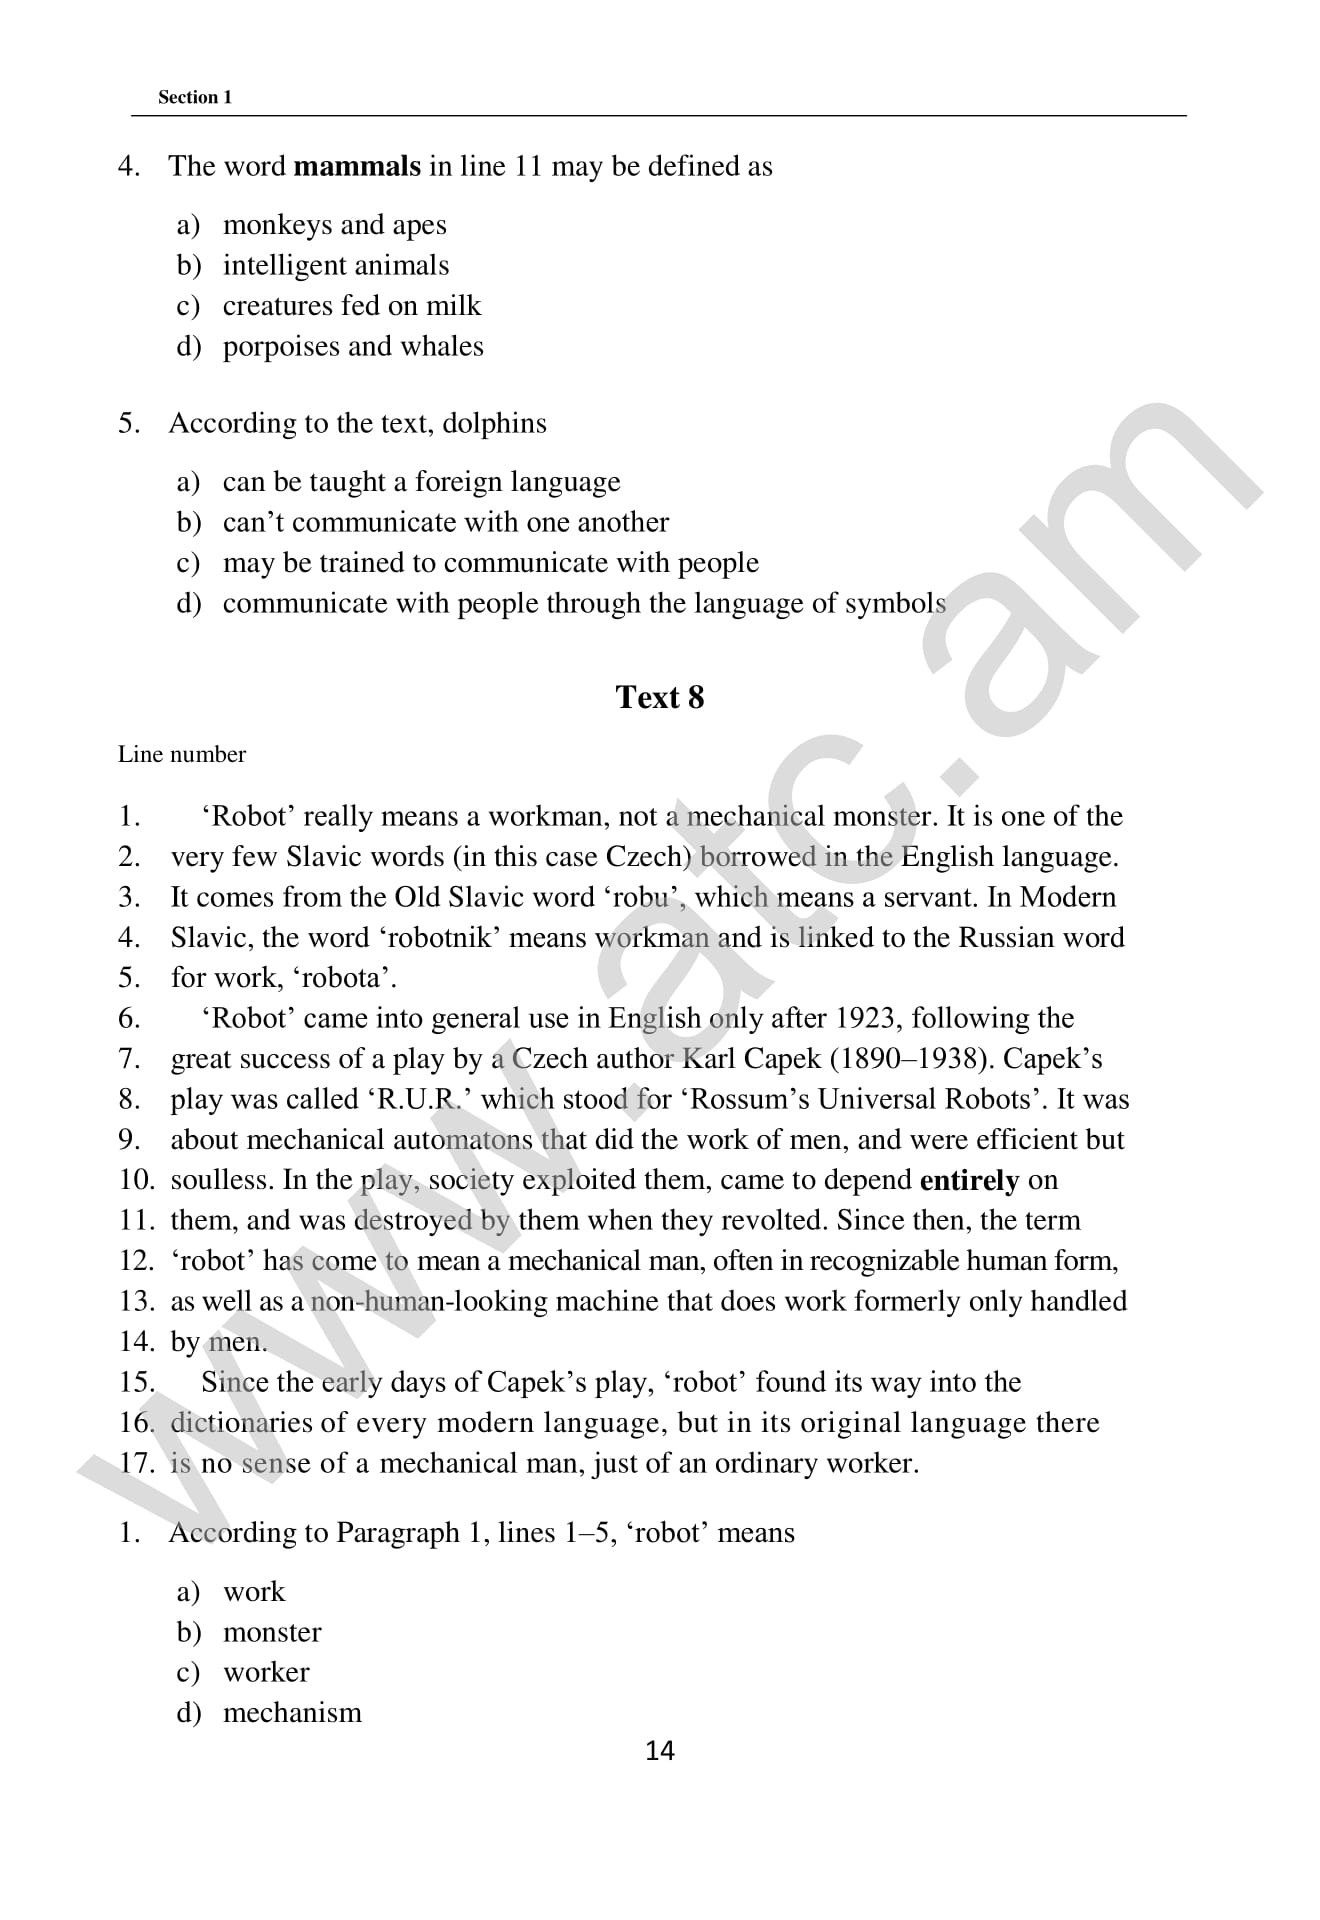 Section 1
4. The word mammals in line 11 may be defined as
a) monkeys and apes
b) intelligent animals
c) creatures fed on milk
d) porpoises and whales
5. According to the text, dolphins
a) can be taught a foreign language
b) can’t communicate with one another
c) may be trained to communicate with people
d) communicate with people through the language of symbols
Text 8
Line number
1. ‘Robot’ really means a workman, not a mechanical monster. It is one of the
2. very few Slavic words (in this case Czech) borrowed in the English language.
3. It comes from the Old Slavic word ‘robu’, which means a servant. In Modern
4. Slavic, the word ‘robotnik’ means workman and is linked to the Russian word
5. for work, ‘robota’.
6. ‘Robot’ came into general use in English only after 1923, following the
7. great success of a play by a Czech author Karl Capek (1890–1938). Capek’s
8. play was called ‘R.U.R.’ which stood for ‘Rossum’s Universal Robots’. It was
9. about mechanical automatons that did the work of men, and were efficient but
10. soulless. In the play, society exploited them, came to depend entirely on
11. them, and was destroyed by them when they revolted. Since then, the term
12. ‘robot’ has come to mean a mechanical man, often in recognizable human form,
13. as well as a non-human-looking machine that does work formerly only handled
14. by men.
15. Since the early days of Capek’s play, ‘robot’ found its way into the
16. dictionaries of every modern language, but in its original language there
17. is no sense of a mechanical man, just of an ordinary worker.
1. According to Paragraph 1, lines 1–5, ‘robot’ means
a) work
b) monster
c) worker
d) mechanism
14
www.atc.am